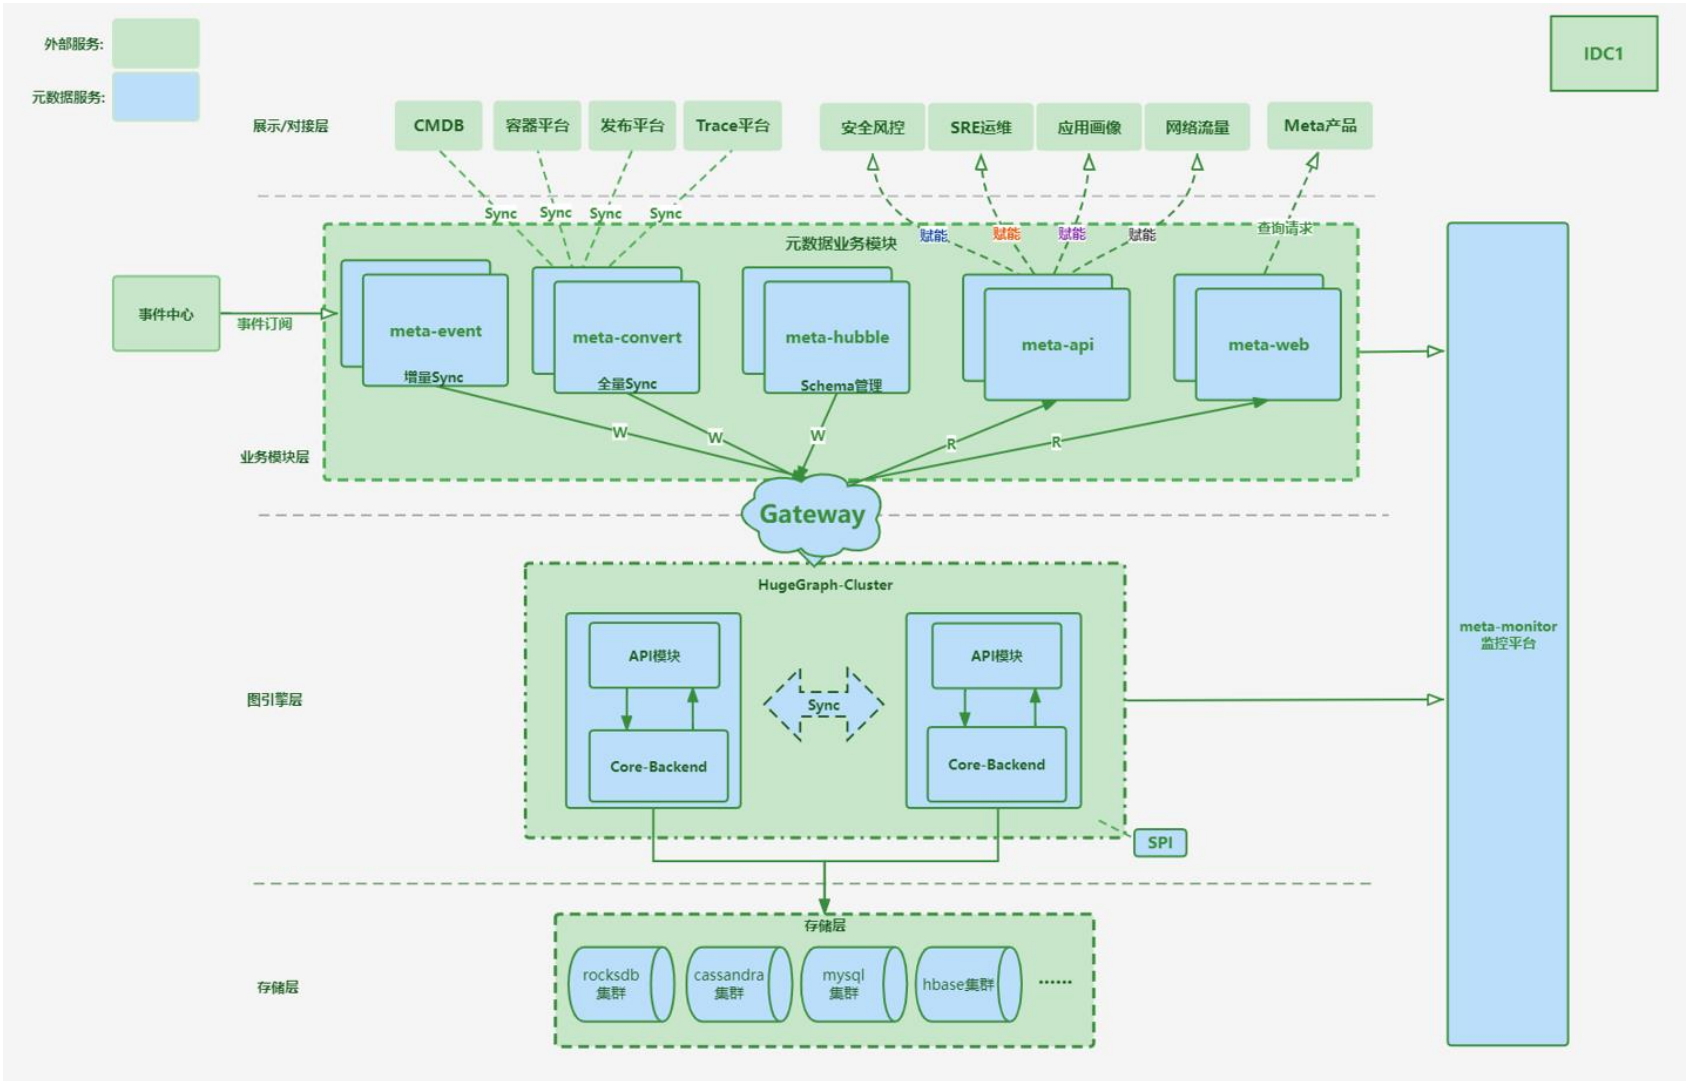 外部服务:
元数据服务:
IDC1
展示/对接层
CMDB
容器平台
发布平台
Trace平台
安全风控
SRE运维
应用画像
网络流量
Meta产品
Sync
Sync
Sync
Sync
赋能
赋能
赋能
赋能
查询请求
元数据业务模块
事件中心
事件订阅
meta-event
增量Sync
meta-convert
全量Sync
meta-hubble
Schema管理
meta-api
meta-web
W
W
W
R
R
业务模块层
Gateway
HugeGraph-Cluster
API模块
API模块
Sync
Core-Backend
Core-Backend
图引擎层
SPI
meta-monitor
监控平台
存储层
存储层
rocksdb
集群
cassandra
集群
mysql
集群
hbase集群
······